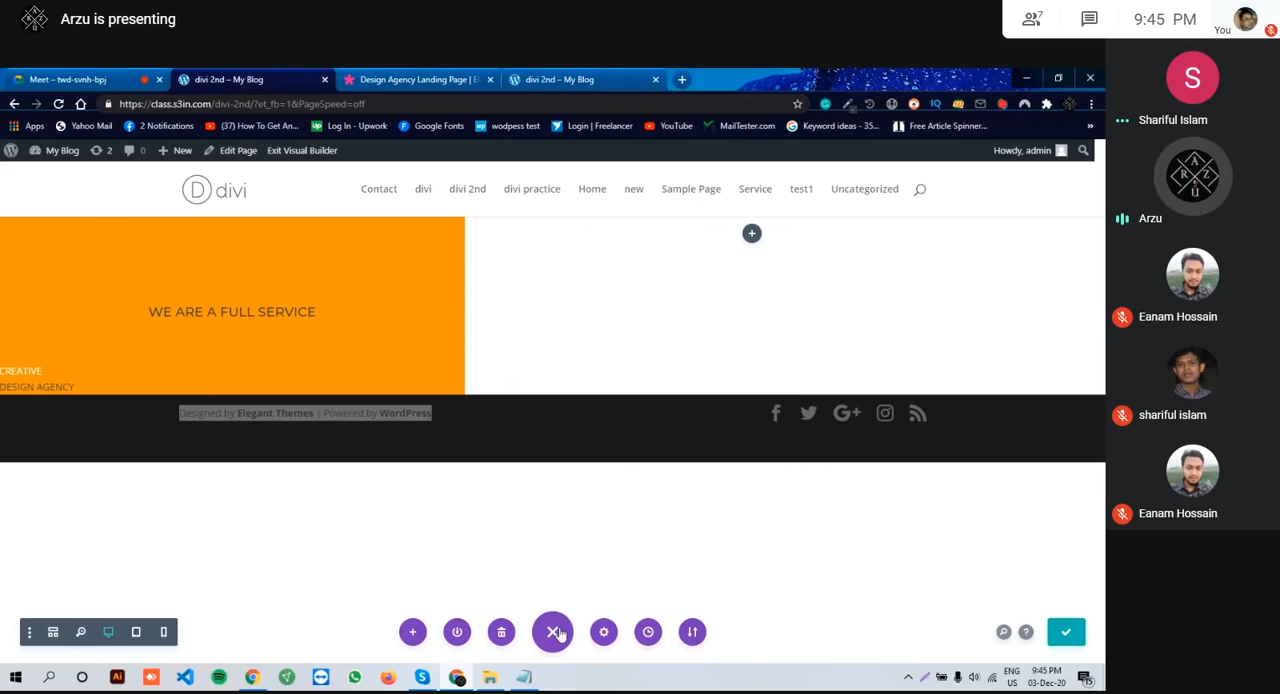 Arzu is presenting
7
9:45 PM
You
Meet – twd-svnh-bpj
divi 2nd – My Blog
Design Agency Landing Page | El
divi 2nd – My Blog
https://class.s3in.com/divi-2nd/?et_fb=1&PageSpeed=off
Apps
Yahoo Mail
2 Notifications
(37) How To Get An...
Log In - Upwork
Google Fonts
wodpess test
Login | Freelancer
YouTube
MailTester.com
Keyword ideas - 35...
Free Article Spinner...
My Blog
2
0
New
Edit Page
Exit Visual Builder
Howdy, admin
divi
Contact
divi
divi 2nd
divi practice
Home
new
Sample Page
Service
test1
Uncategorized
WE ARE A FULL SERVICE
CREATIVE
DESIGN AGENCY
Designed by Elegant Themes | Powered by WordPress
S
Shariful Islam
A
R Z
U
Arzu
Eanam Hossain
shariful islam
Eanam Hossain
ENG
US
9:45 PM
03-Dec-20